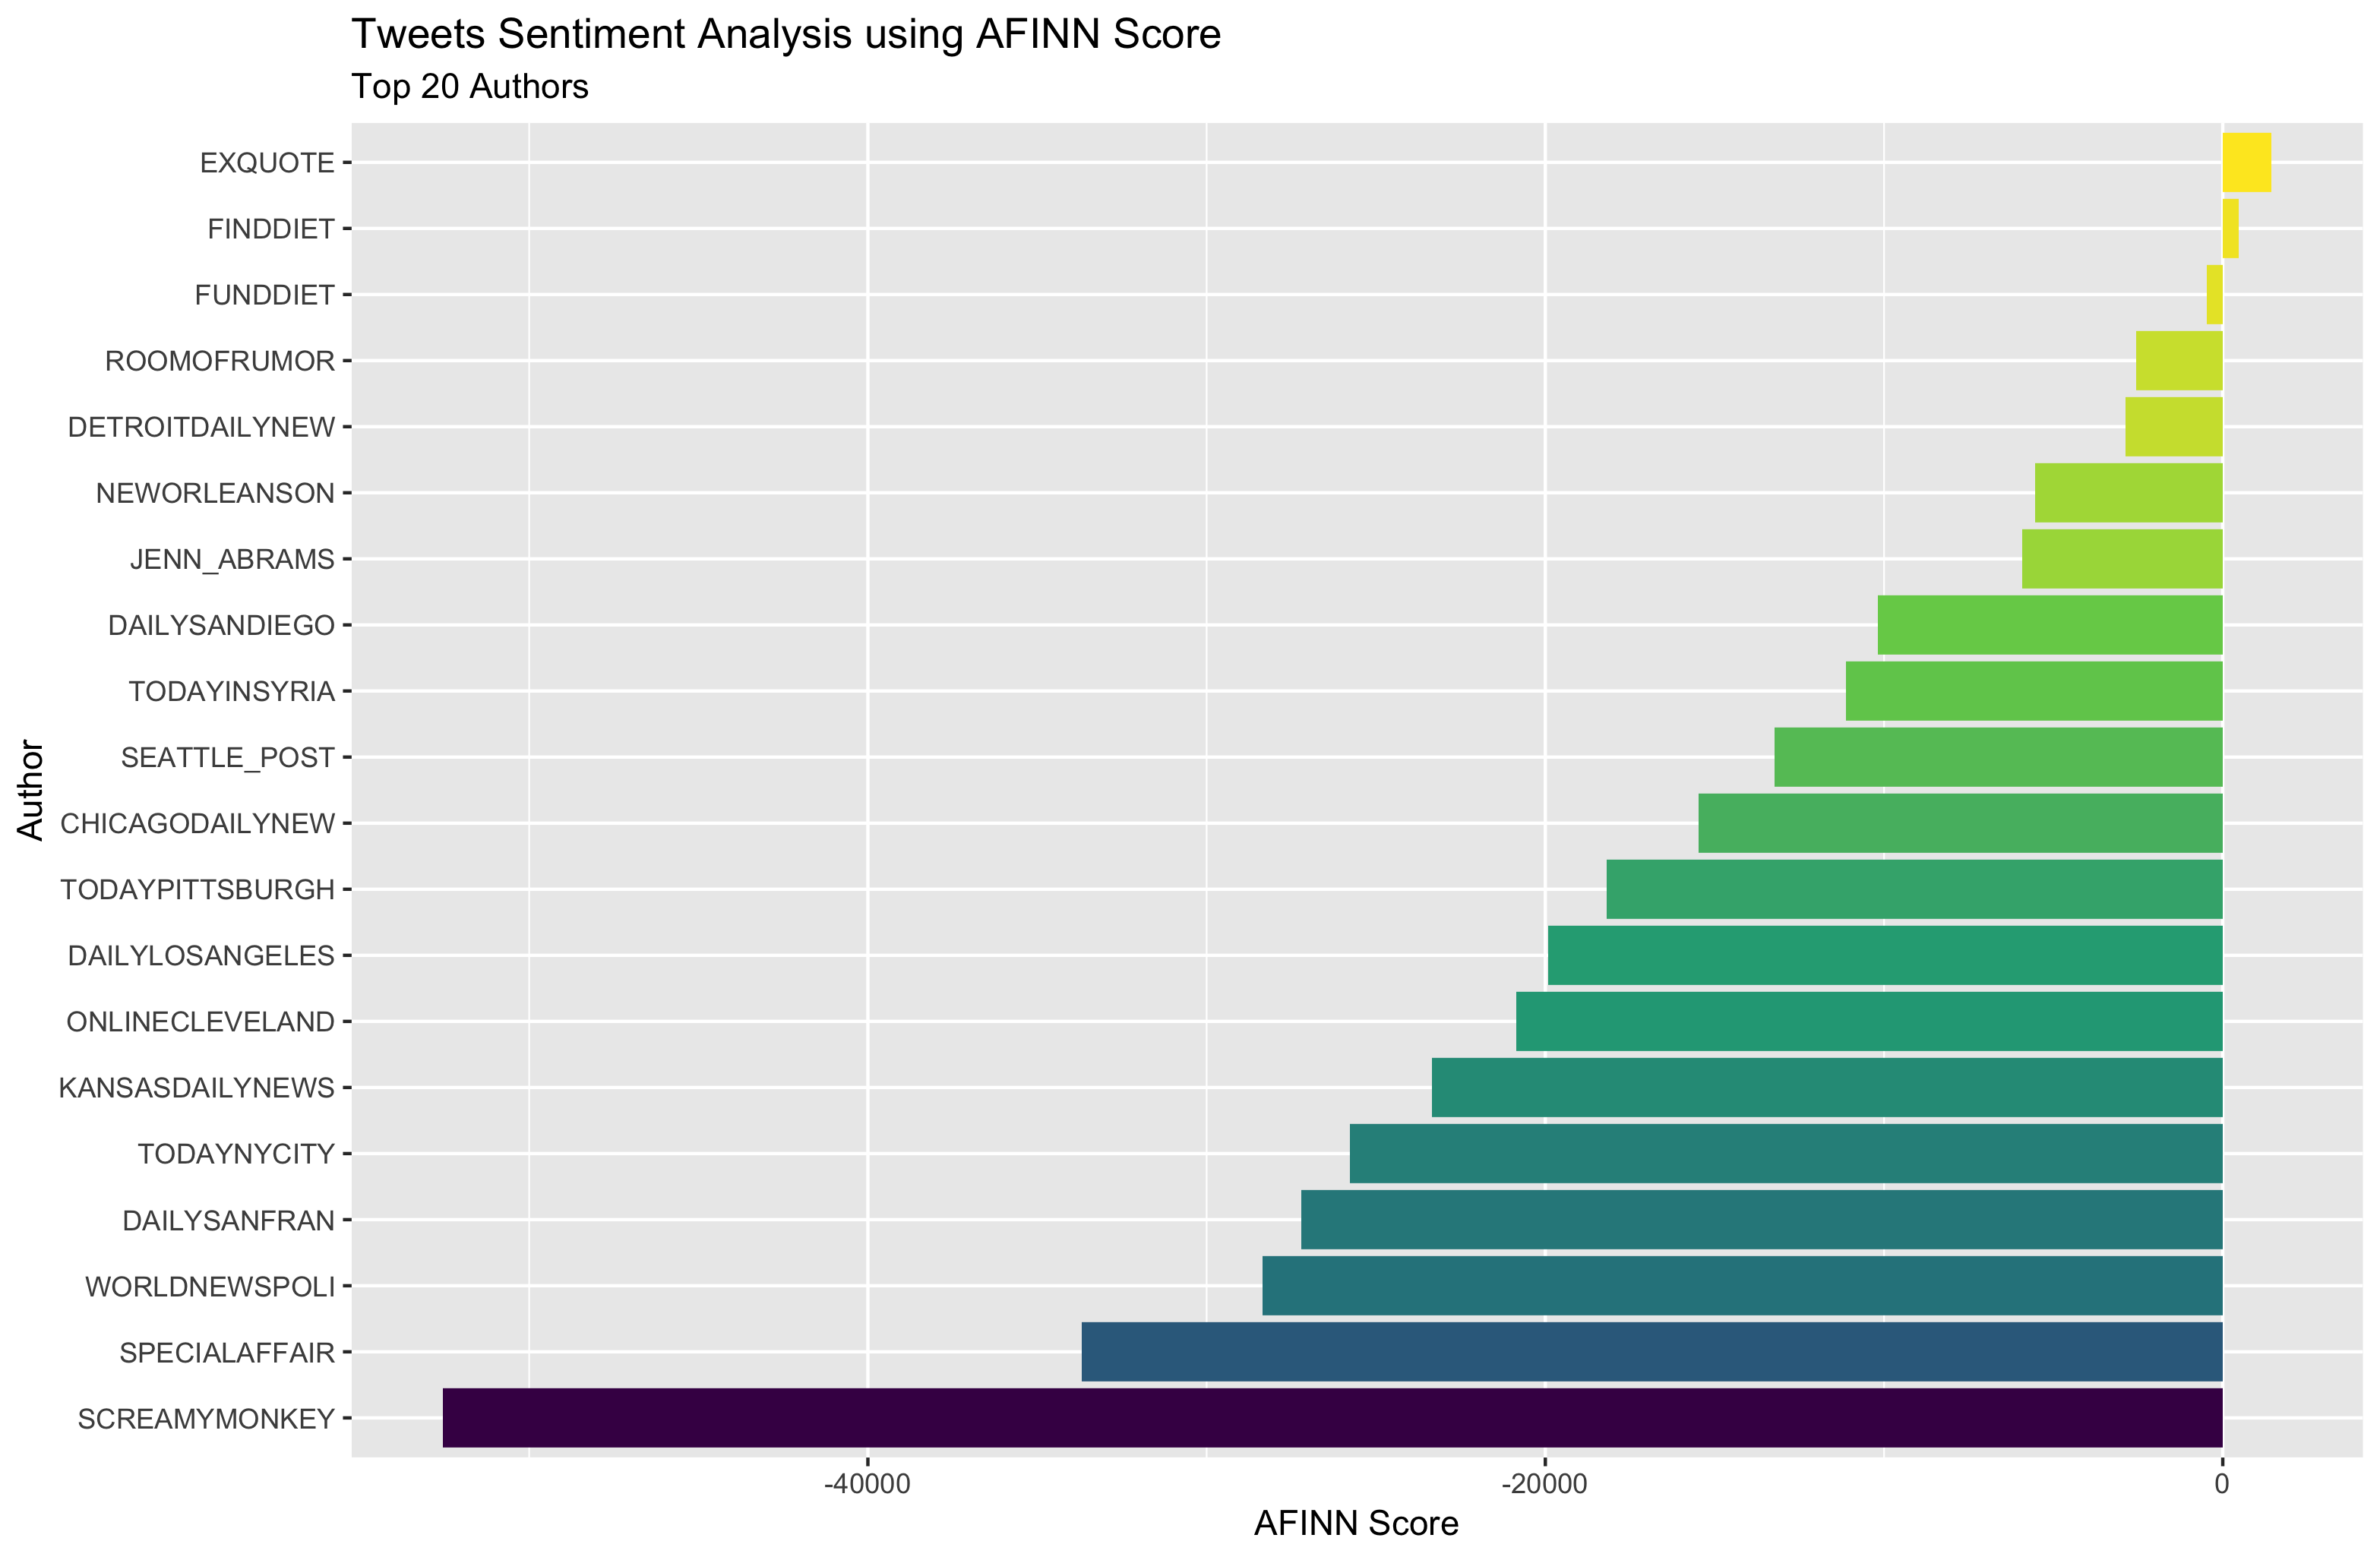 Tweets Sentiment Analysis using AFINN Score
Top 20 Authors
EXQUOTE
FINDDIET
FUNDDIET
ROOMOFRUMOR
DETROITDAILYNEW
NEWORLEANSON
JENN_ABRAMS
DAILYSANDIEGO
TODAYINSYRIA
SEATTLE_POST
CHICAGODAILYNEW
TODAYPITTSBURGH
DAILYLOSANGELES
ONLINECLEVELAND
KANSASDAILYNEWS
TODAYNYCITY
DAILYSANFRAN
WORLDNEWSPOLI
SPECIALAFFAIR
SCREAMYMONKEY
Author
-40000 -20000 0
AFINN Score